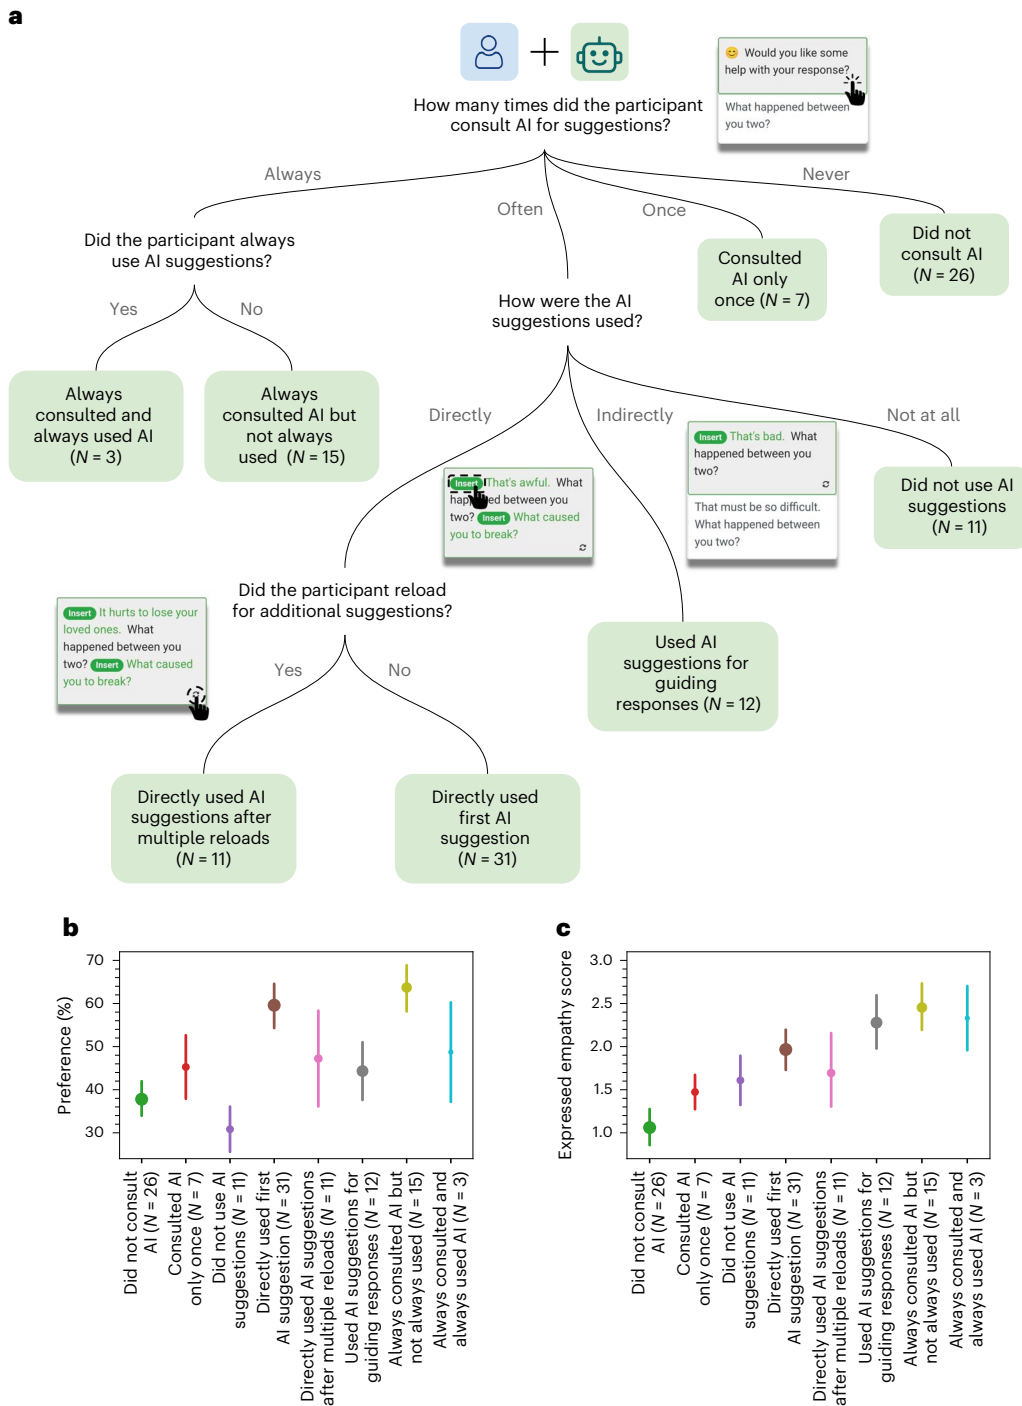 a
😊 Would you like some
help with your response?
What happened between
you two?
How many times did the participant
consult AI for suggestions?
Always
Often
Once
Never
Did the participant always
use AI suggestions?
Yes
No
Did not
consult AI
(N = 26)
Consulted
AI only
once (N = 7)
How were the AI
suggestions used?
Always
consulted and
always used AI
(N = 3)
Always
consulted AI but
not always
used (N = 15)
Directly
Indirectly
Not at all
Insert That's bad. What
happened between you
two?
That must be so difficult.
What happened between
you two?
Insert That's awful. What
happened between you
two? Insert What caused
you to break?
Did not use AI
suggestions
(N = 11)
Did the participant reload
for additional suggestions?
Insert It hurts to lose your
loved ones. What
happened between you
two? Insert What caused
you to break?
Yes
No
Used AI
suggestions for
guiding
responses (N = 12)
Directly used AI
suggestions after
multiple reloads
(N = 11)
Directly used
first AI
suggestion
(N = 31)
b
Preference (%)
70
60
50
40
30
Did not consult
AI (N = 26)
Consulted AI
only once (N = 7)
Did not use AI
suggestions (N = 11)
Directly used first
AI suggestion (N = 31)
Directly used AI suggestions
after multiple reloads (N = 11)
Used AI suggestions for
guiding responses (N = 12)
Always consulted AI but
not always used (N = 15)
Always consulted and
always used AI (N = 3)
c
Expressed empathy score
3.0
2.5
2.0
1.5
1.0
Did not consult
AI (N = 26)
Consulted AI
only once (N = 7)
Did not use AI
suggestions (N = 11)
Directly used first
AI suggestion (N = 31)
Directly used AI suggestions
after multiple reloads (N = 11)
Used AI suggestions for
guiding responses (N = 12)
Always consulted AI but
not always used (N = 15)
Always consulted and
always used AI (N = 3)